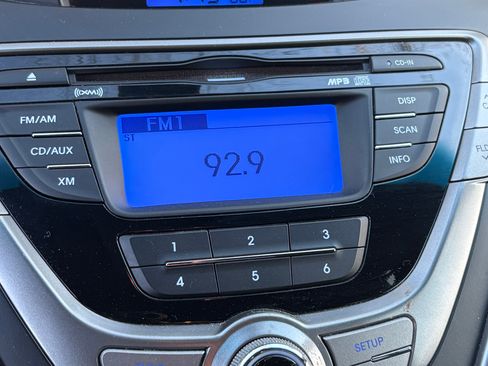 MP3
CD-IN
((XM))
FM/AM
CD/AUX
XM
FM1
ST
92.9
DISP
SCAN
INFO
1 2 3
4 5 6
SETUP